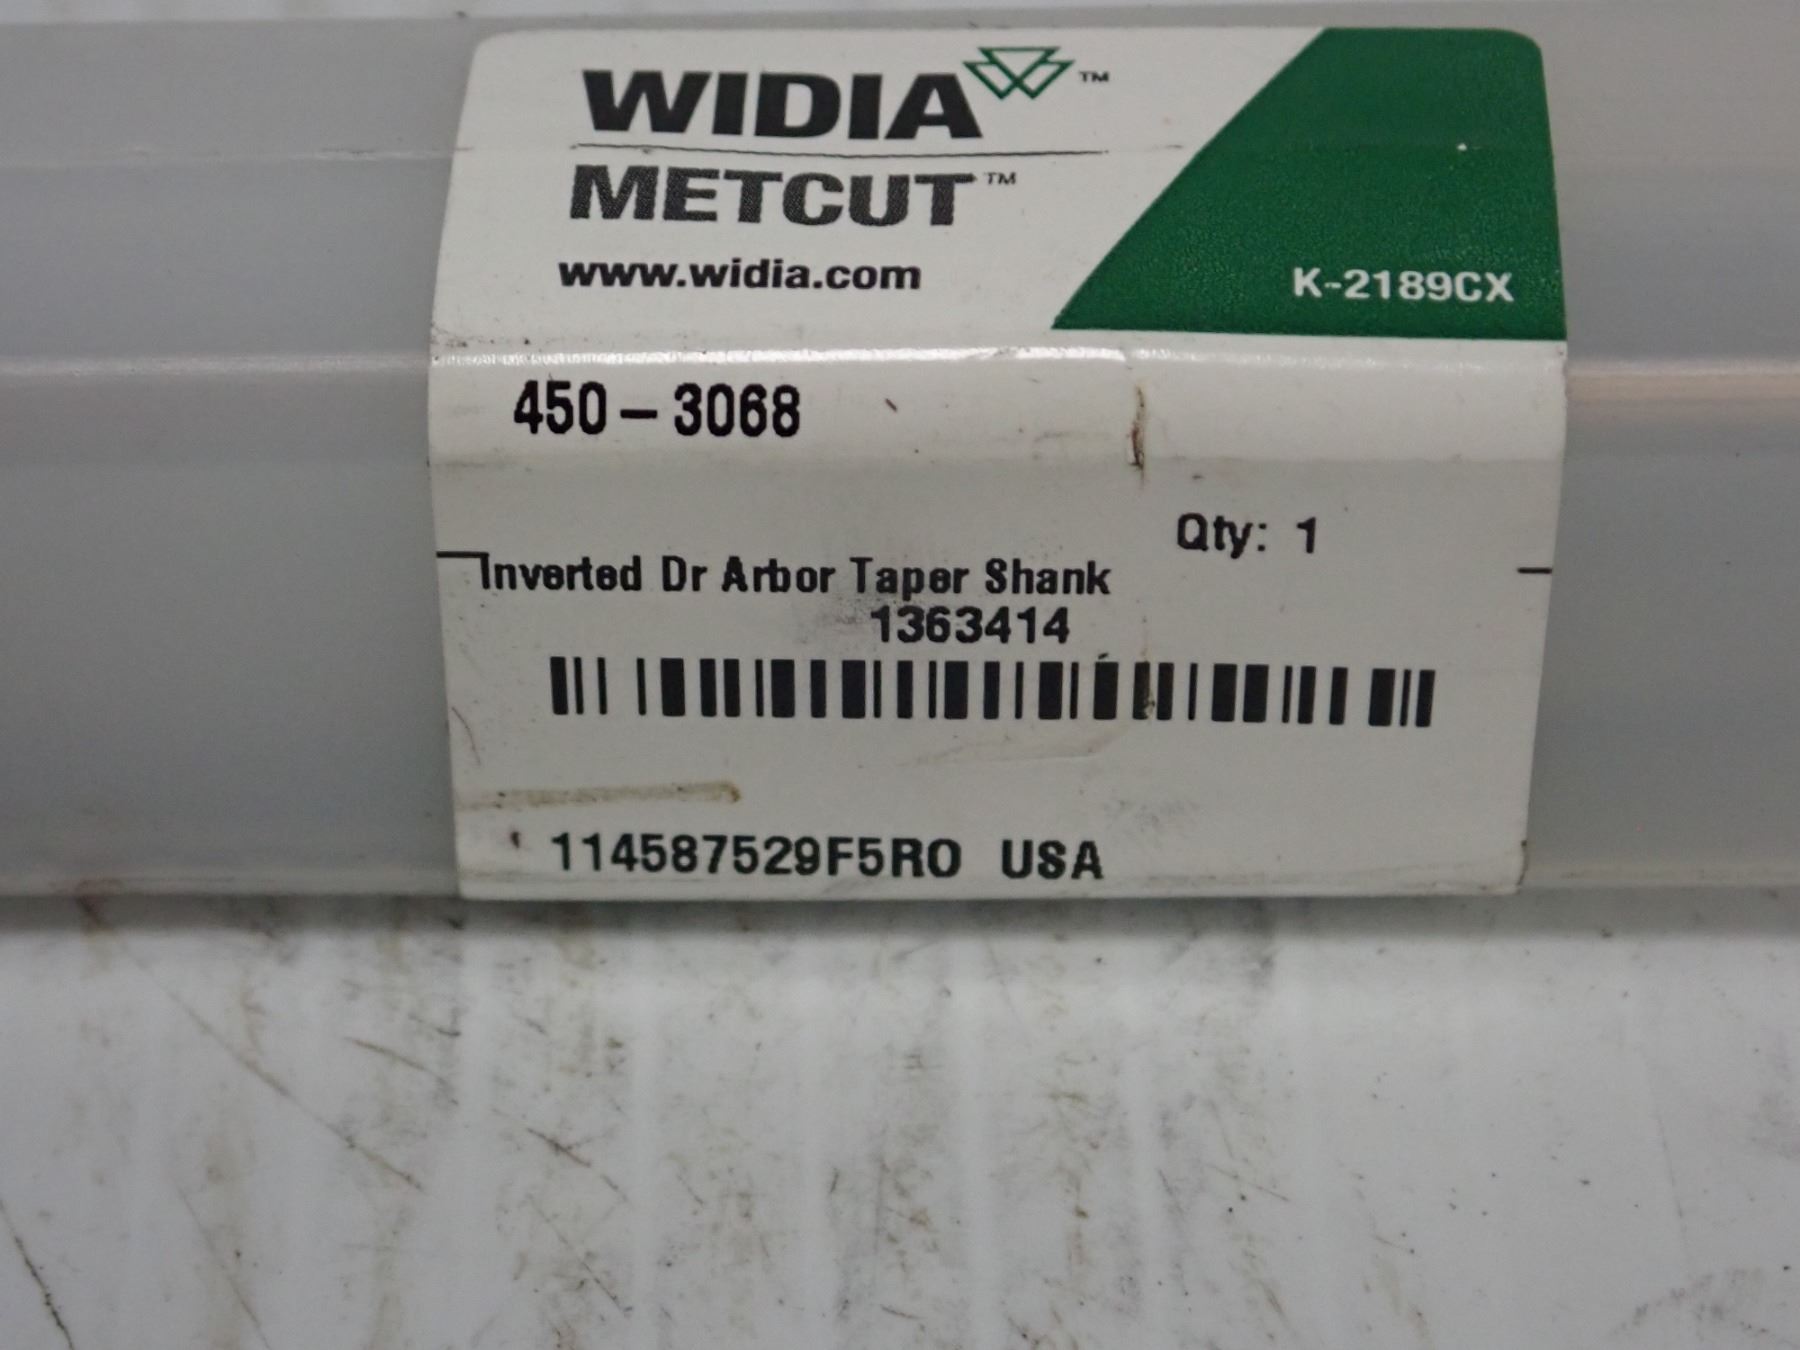 WIDIA™
METCUT™
www.widia.com
K-2189CX
450-3068
Qty: 1
Inverted Dr Arbor Taper Shank
1363414
114587529F5RO USA